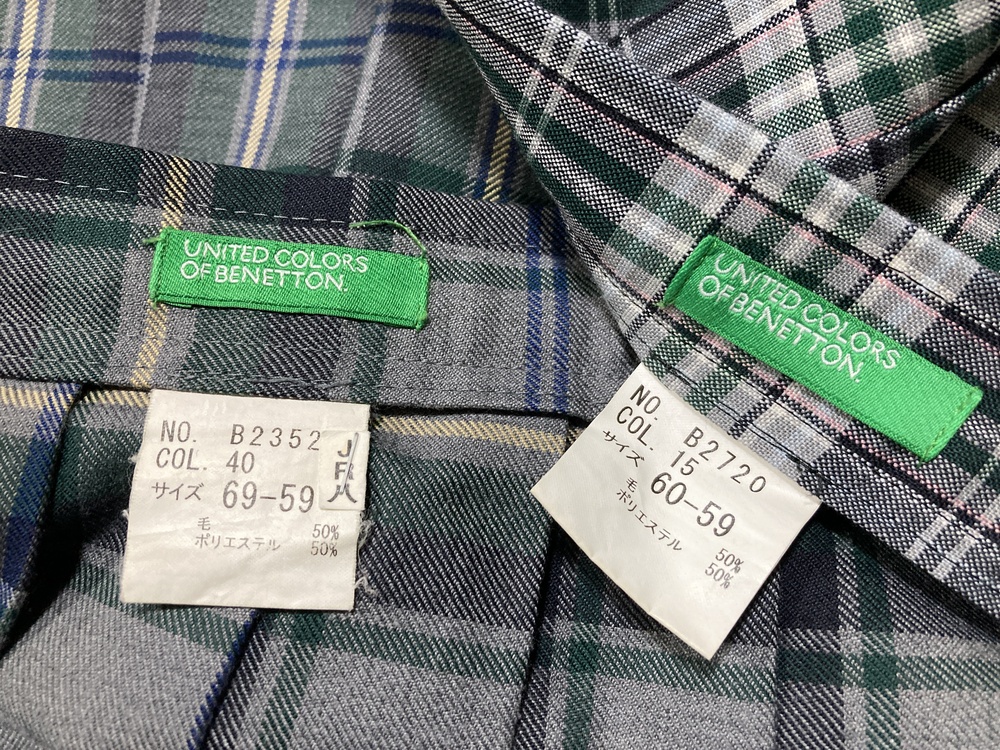 UNITED COLORS
OF BENETTON.
NO. B2352
COL. 40
サイズ 69-59
毛 50%
ポリエステル 50%
UNITED COLORS
OF BENETTON.
NO. B2720
COL. 15
サイズ 60-59
毛 50%
ポリエステル 50%